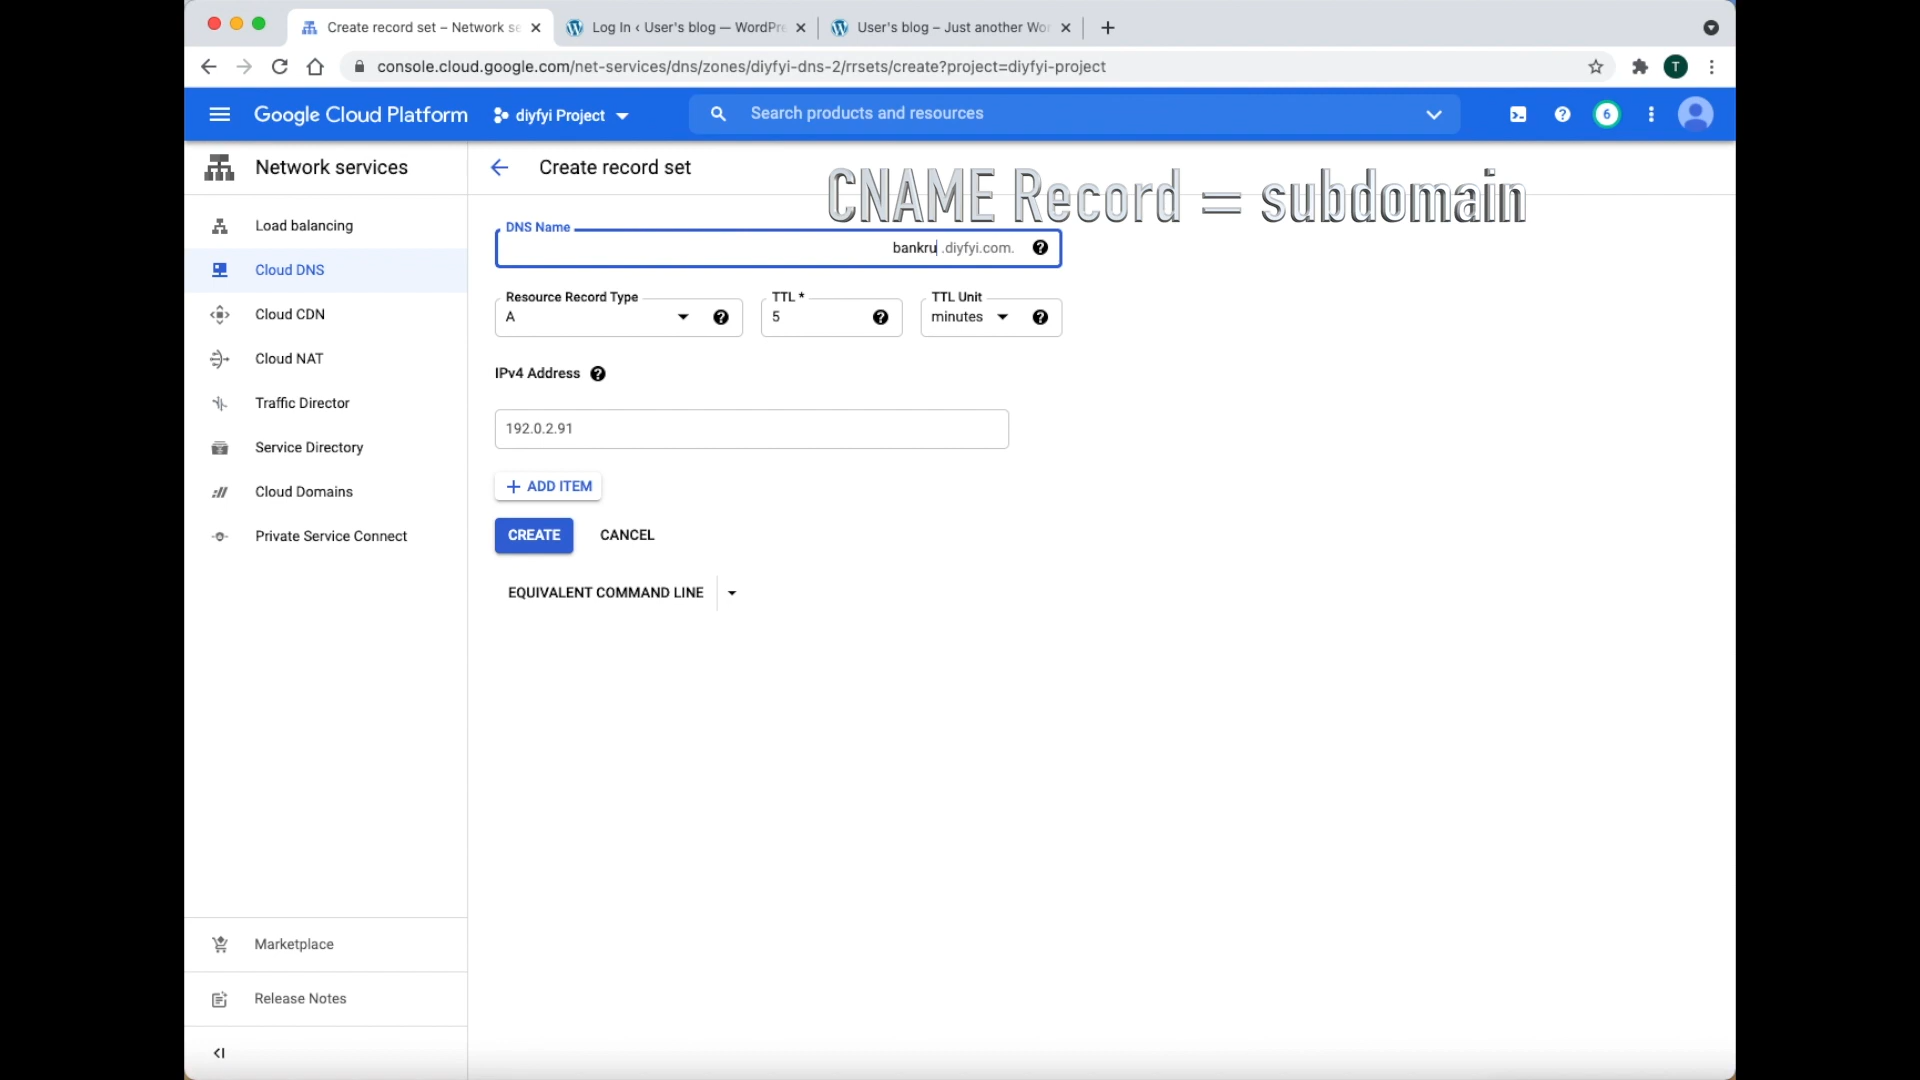 Create record set – Network se
Log In ‹ User's blog — WordPre
User's blog – Just another Wor
console.cloud.google.com/net-services/dns/zones/diyfyi-dns-2/rrsets/create?project=diyfyi-project
T
Google Cloud Platform
diyfyi Project
Search products and resources
6
Network services
Create record set
CNAME Record = subdomain
Load balancing
Cloud DNS
Cloud CDN
Cloud NAT
Traffic Director
Service Directory
Cloud Domains
Private Service Connect
Marketplace
Release Notes
DNS Name
bankru .diyfyi.com.
Resource Record Type
A
TTL *
5
TTL Unit
minutes
IPv4 Address
192.0.2.91
ADD ITEM
CREATE
CANCEL
EQUIVALENT COMMAND LINE